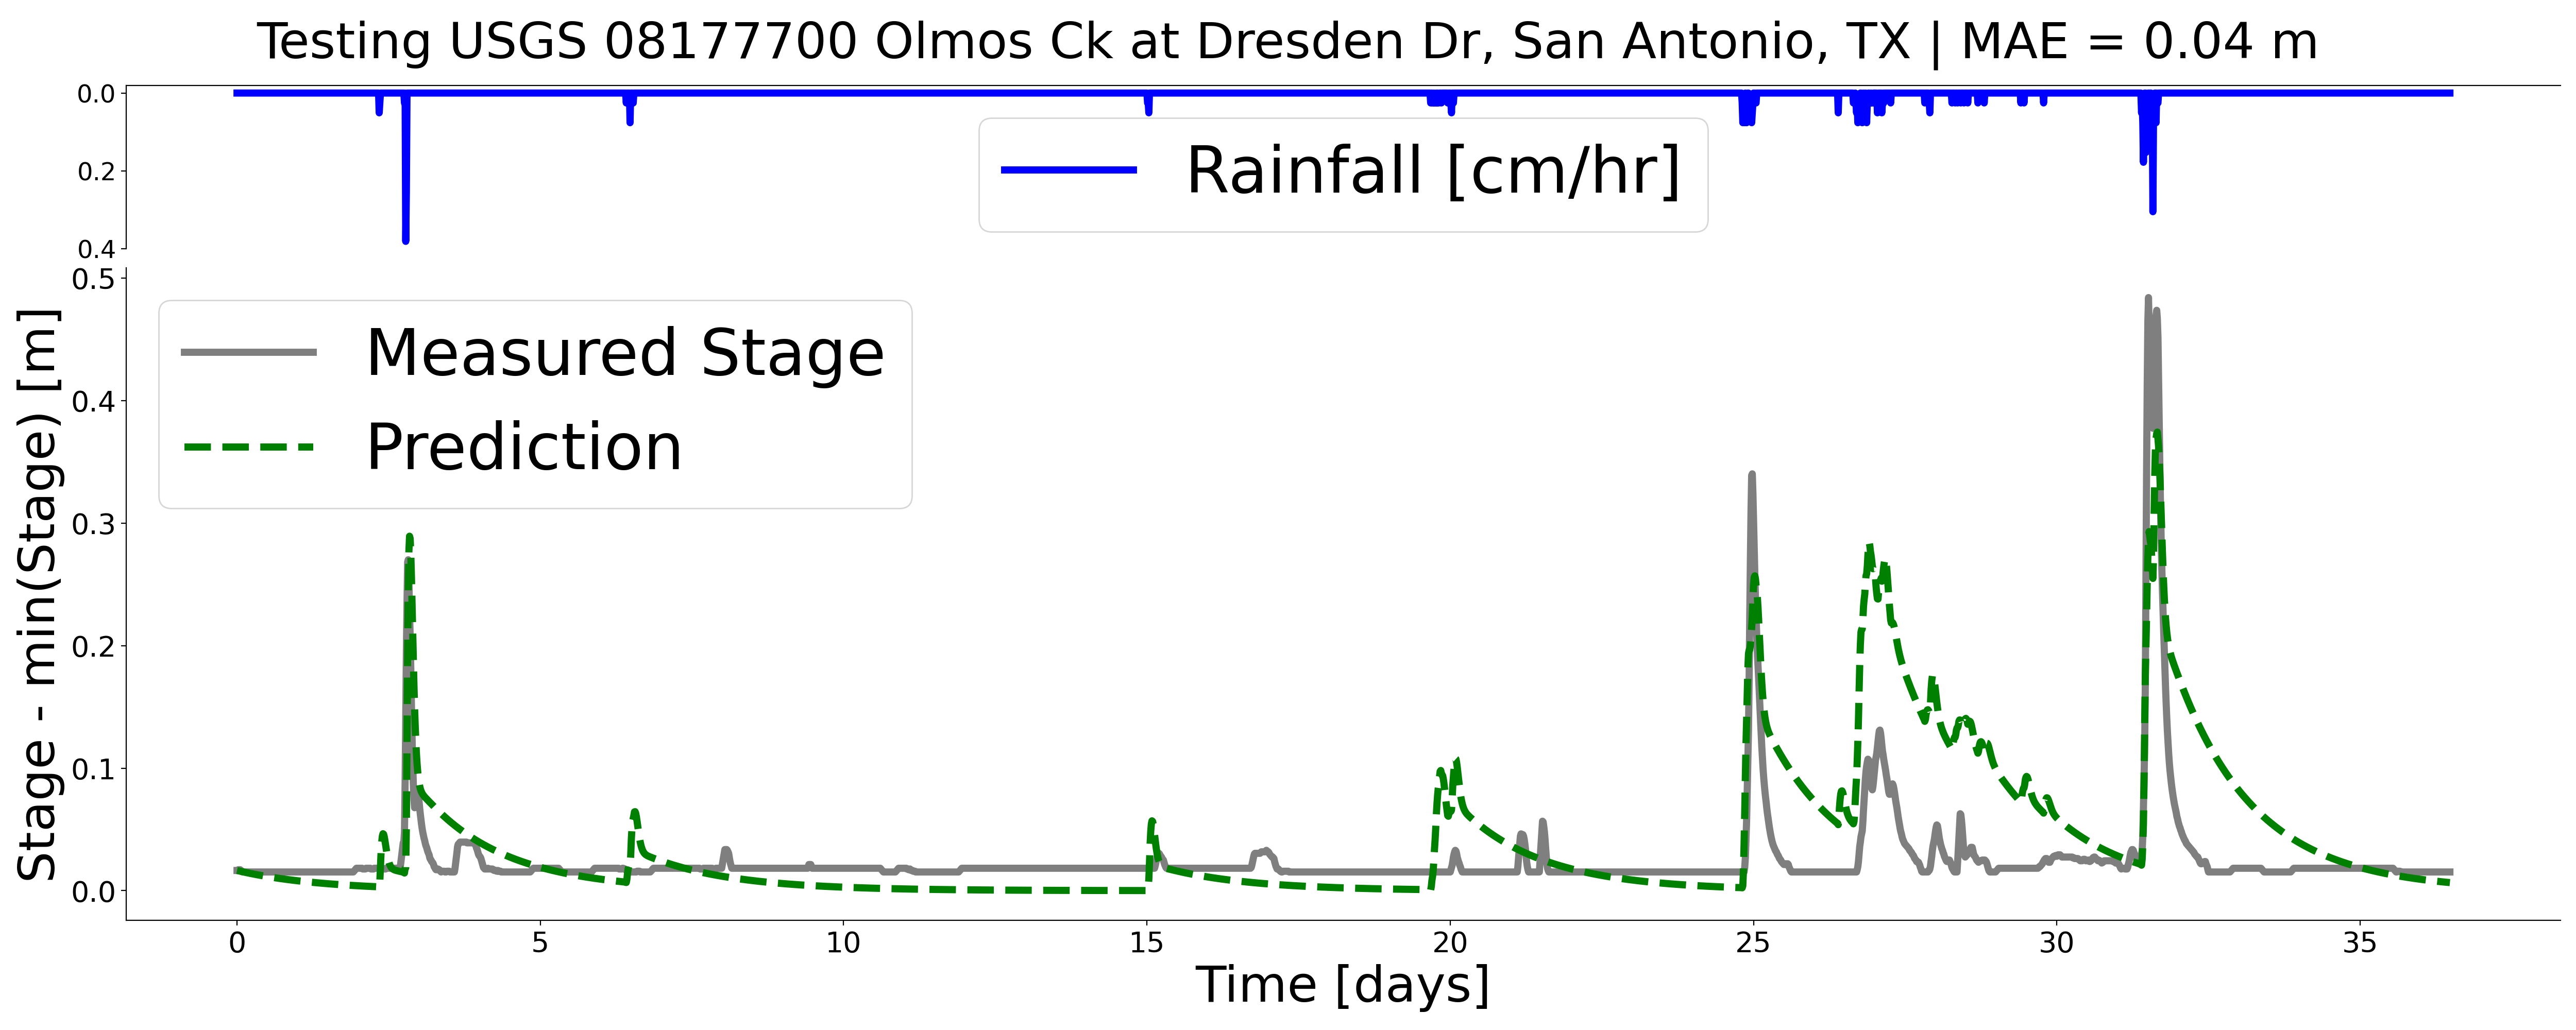 Testing USGS 08177700 Olmos Ck at Dresden Dr, San Antonio, TX | MAE = 0.04 m
0.0
0.2
0.4
Rainfall [cm/hr]
0.5
0.4
0.3
0.2
0.1
0.0
Stage - min(Stage) [m]
Measured Stage
Prediction
0 5 10 15 20 25 30 35
Time [days]